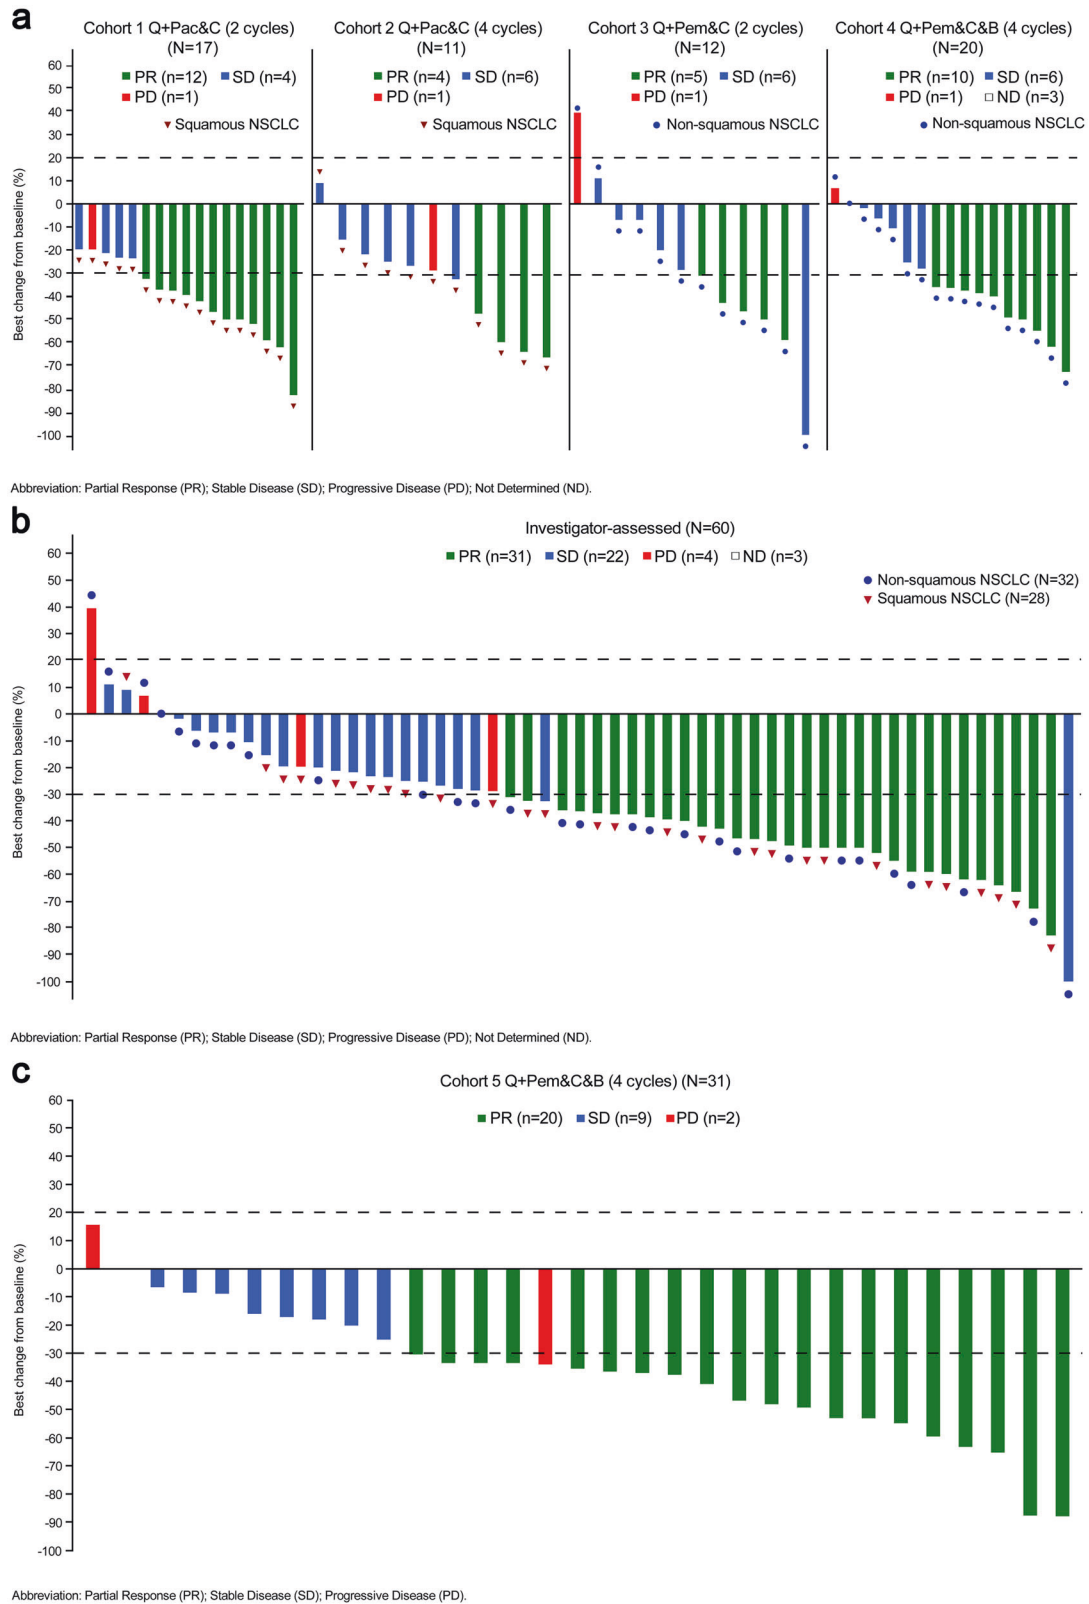 a
Cohort 1 Q+Pac&C (2 cycles)
(N=17)
PR (n=12) SD (n=4)
PD (n=1)
Squamous NSCLC
Cohort 2 Q+Pac&C (4 cycles)
(N=11)
PR (n=4) SD (n=6)
PD (n=1)
Squamous NSCLC
Cohort 3 Q+Pem&C (2 cycles)
(N=12)
PR (n=5) SD (n=6)
PD (n=1)
Non-squamous NSCLC
Cohort 4 Q+Pem&C&B (4 cycles)
(N=20)
PR (n=10) SD (n=6)
PD (n=1) ND (n=3)
Non-squamous NSCLC
Best change from baseline (%)
60
50
40
30
20
10
0
-10
-20
-30
-40
-50
-60
-70
-80
-90
-100
Abbreviation: Partial Response (PR); Stable Disease (SD); Progressive Disease (PD); Not Determined (ND).
b
Investigator-assessed (N=60)
PR (n=31) SD (n=22) PD (n=4) ND (n=3)
Non-squamous NSCLC (N=32)
Squamous NSCLC (N=28)
Best change from baseline (%)
60
50
40
30
20
10
0
-10
-20
-30
-40
-50
-60
-70
-80
-90
-100
Abbreviation: Partial Response (PR); Stable Disease (SD); Progressive Disease (PD); Not Determined (ND).
c
Cohort 5 Q+Pem&C&B (4 cycles) (N=31)
PR (n=20) SD (n=9) PD (n=2)
Best change from baseline (%)
60
50
40
30
20
10
0
-10
-20
-30
-40
-50
-60
-70
-80
-90
-100
Abbreviation: Partial Response (PR); Stable Disease (SD); Progressive Disease (PD).